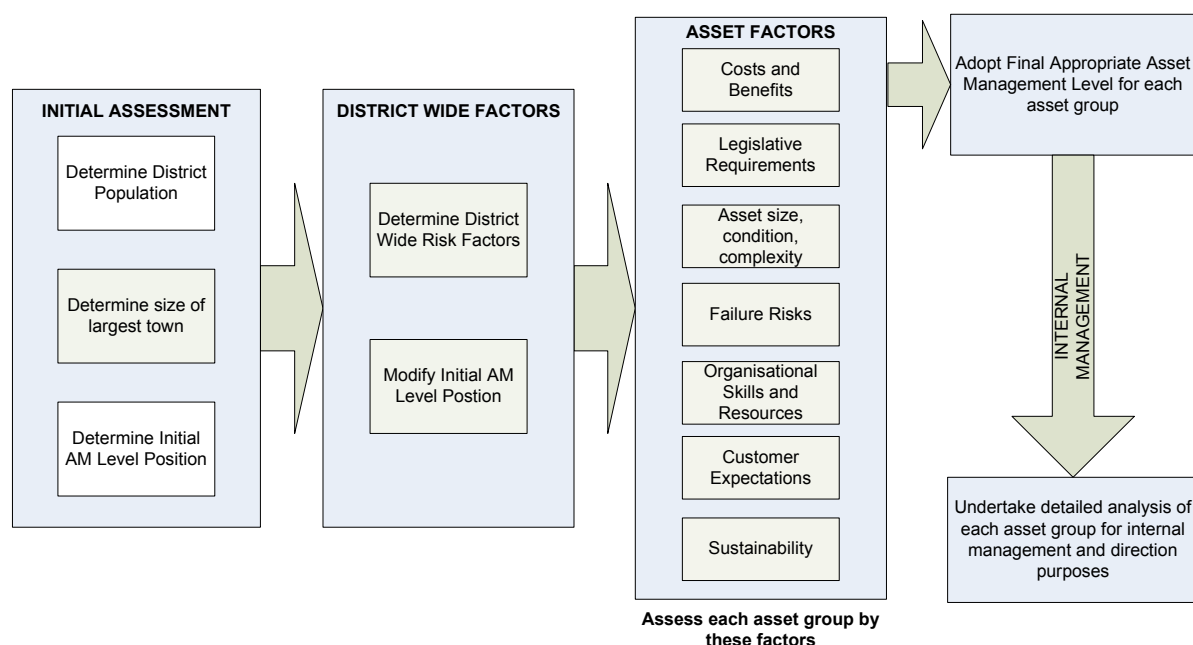 INITIAL ASSESSMENT
Determine District
Population
Determine size of
largest town
Determine Initial
AM Level Position
DISTRICT WIDE FACTORS
Determine District
Wide Risk Factors
Modify Initial AM
Level Postion
ASSET FACTORS
Costs and
Benefits
Legislative
Requirements
Asset size,
condition,
complexity
Failure Risks
Organisational
Skills and
Resources
Customer
Expectations
Sustainability
Assess each asset group by
these factors
Adopt Final Appropriate Asset
Management Level for each
asset group
INTERNAL
MANAGEMENT
Undertake detailed analysis of
each asset group for internal
management and direction
purposes